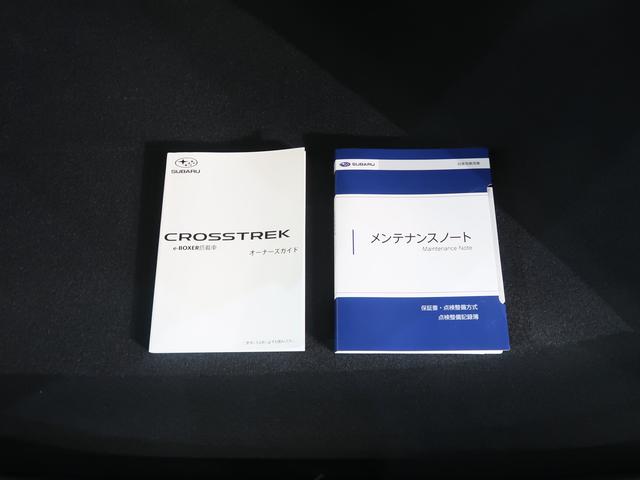 SUBARU
CROSSTREK
e-BOXER搭載車
オーナーズガイド
SUBARU
メンテナンスノート
Maintenance Note
保証書・点検整備方式
点検整備記録簿